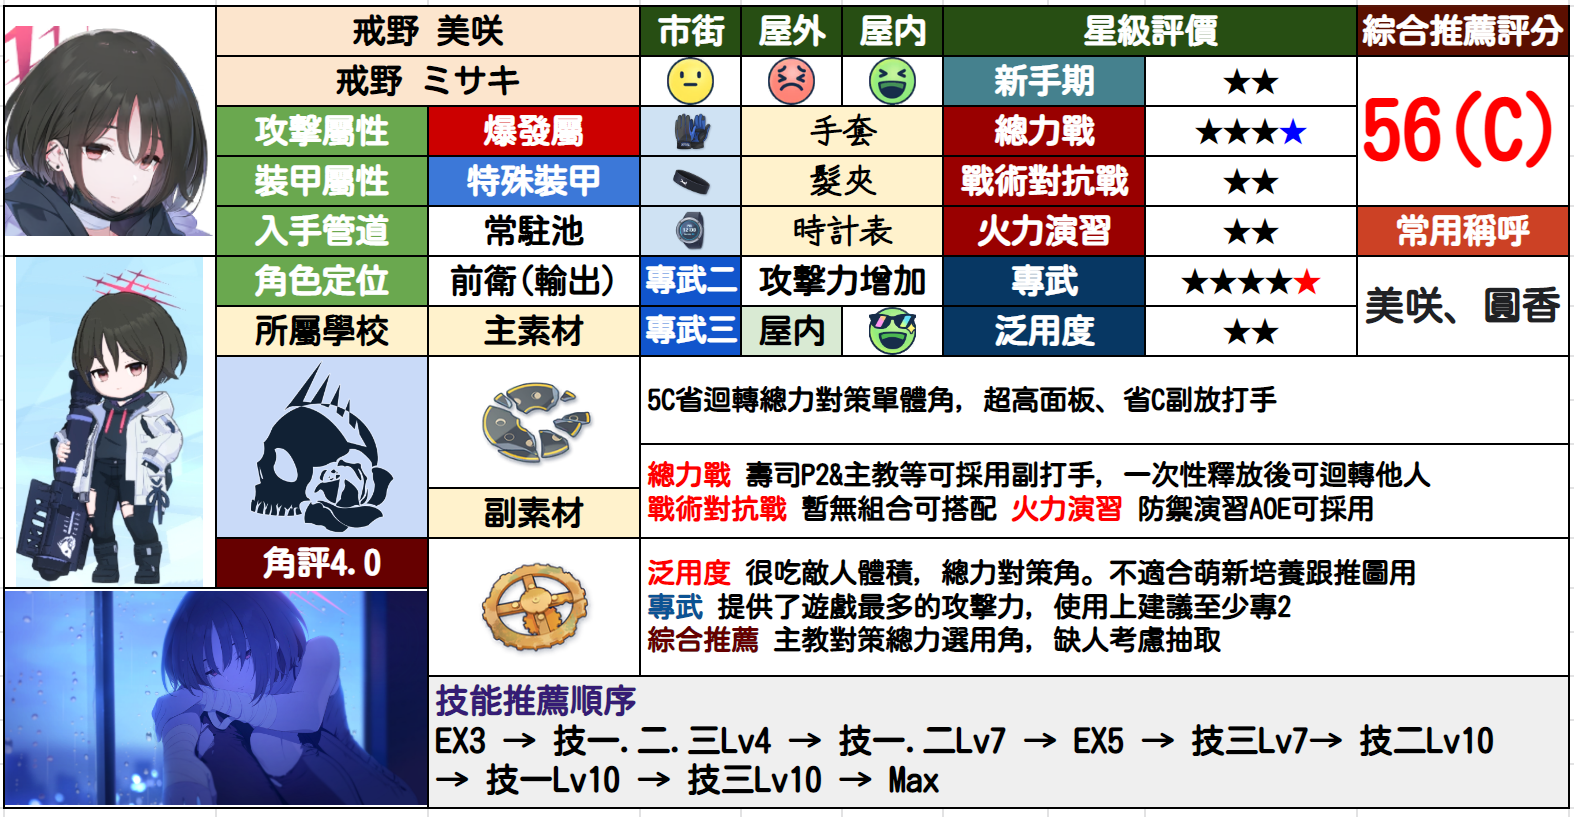 戒野 美咲
市街
屋外
屋内
星級評價
綜合推薦評分
戒野 ミサキ
新手期
★★
56(C)
攻擊屬性
爆發屬
手套
總力戰
★★★★
裝甲屬性
特殊裝甲
髮夾
戰術對抗戰
★★
入手管道
常駐池
時計表
火力演習
★★
常用稱呼
角色定位
前衛(輸出)
專武二
攻擊力增加
專武
★★★★★
美咲、圓香
所屬學校
主素材
專武三
屋内
泛用度
★★
5C省迴轉總力對策單體角, 超高面板、省C副放打手
總力戰 壽司P2&主教等可採用副打手, 一次性釋放後可迴轉他人
戰術對抗戰 暫無組合可搭配 火力演習 防禦演習AOE可採用
副素材
角評4.0
泛用度 很吃敵人體積, 總力對策角。不適合萌新培養跟推圖用
專武 提供了遊戲最多的攻擊力, 使用上建議至少專2
綜合推薦 主教對策總力選用角, 缺人考慮抽取
技能推薦順序
EX3 → 技一.二.三Lv4 → 技一.二Lv7 → EX5 → 技三Lv7→ 技二Lv10
→ 技一Lv10 → 技三Lv10 → Max